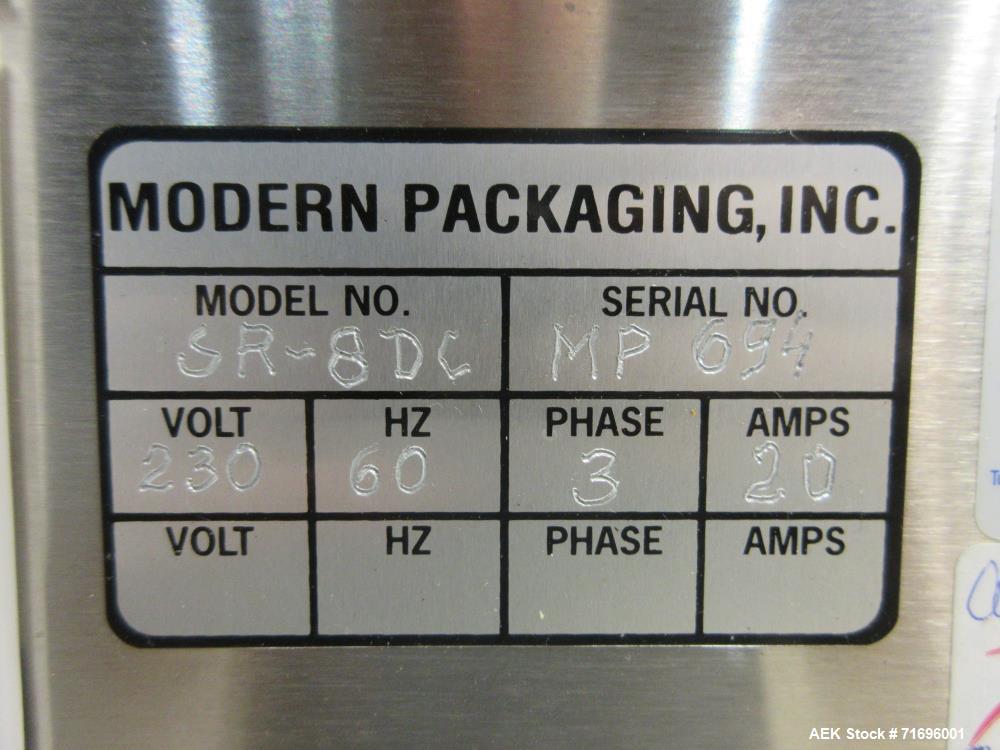 MODERN PACKAGING, INC.
MODEL NO. SERIAL NO.
SR-8DC MP 694
VOLT HZ PHASE AMPS
230 60 3 20
VOLT HZ PHASE AMPS
AEK Stock #71696001